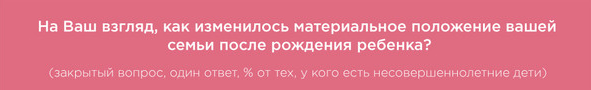 На Ваш взгляд, как изменилось материальное положение вашей
семьи после рождения ребенка?
(закрытый вопрос, один ответ, % от тех, у кого есть несовершеннолетние дети)